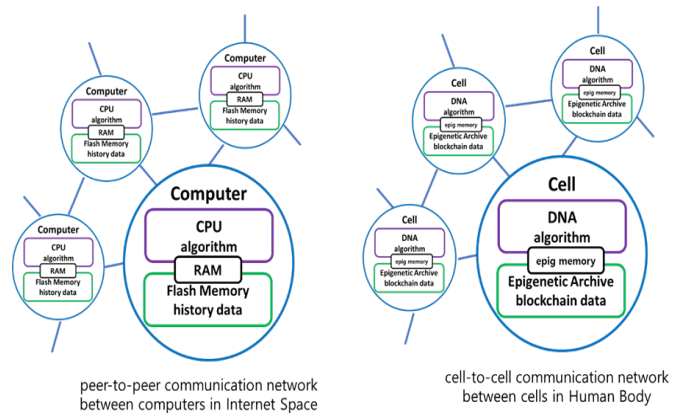 Computer
CPU
algorithm
RAM
Flash Memory
history data
Computer
CPU
algorithm
RAM
Flash Memory
history data
Computer
CPU
algorithm
RAM
Flash Memory
history data
Computer
CPU
algorithm
RAM
Flash Memory
history data
peer-to-peer communication network
between computers in Internet Space
Cell
DNA
algorithm
epig memory
Epigenetic Archive
blockchain data
Cell
DNA
algorithm
epig memory
Epigenetic Archive
blockchain data
Cell
DNA
algorithm
epig memory
Epigenetic Archive
blockchain data
Cell
DNA
algorithm
epig memory
Epigenetic Archive
blockchain data
cell-to-cell communication network
between cells in Human Body